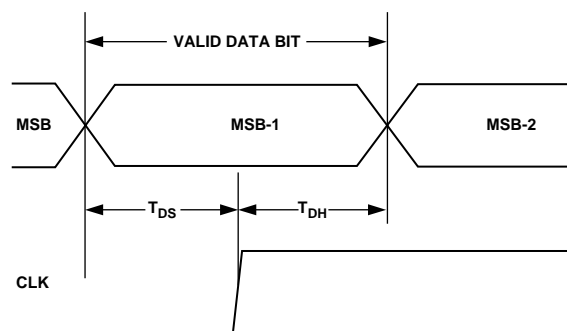 VALID DATA BIT
MSB MSB-1 MSB-2
TDS TDH
CLK